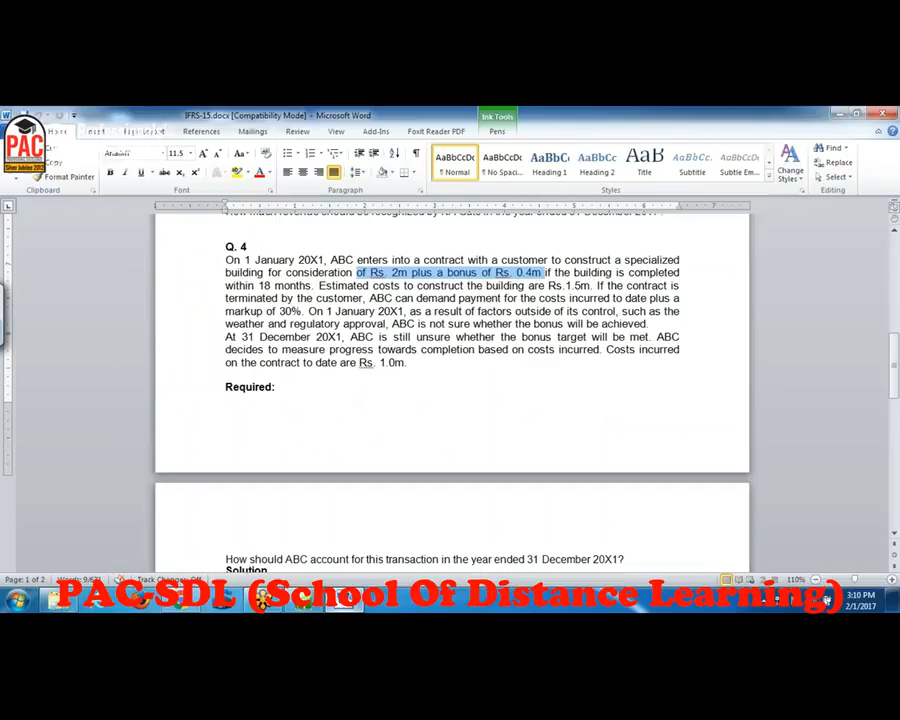 IFRS-15.docx [Compatibility Mode] - Microsoft Word
Ink Tools
References Mailings Review View Add-Ins Foxit Reader PDF Pens
PAC
Silver Jubilee 2012
Format Painter
11.5
AaBbCcDc AaBbCcDc AaBbC AaBbCc AaB AaBbCc. AaBbCcDc
¶ Normal ¶ No Spaci... Heading 1 Heading 2 Title Subtitle Subtle Em...
Change Styles
Find
Replace
Select
Clipboard Font Paragraph Styles Editing
Q. 4
On 1 January 20X1, ABC enters into a contract with a customer to construct a specialized
building for consideration of Rs. 2m plus a bonus of Rs. 0.4m if the building is completed
within 18 months. Estimated costs to construct the building are Rs.1.5m. If the contract is
terminated by the customer, ABC can demand payment for the costs incurred to date plus a
markup of 30%. On 1 January 20X1, as a result of factors outside of its control, such as the
weather and regulatory approval, ABC is not sure whether the bonus will be achieved.
At 31 December 20X1, ABC is still unsure whether the bonus target will be met. ABC
decides to measure progress towards completion based on costs incurred. Costs incurred
on the contract to date are Rs. 1.0m.
Required:
How should ABC account for this transaction in the year ended 31 December 20X1?
Solution
Page: 1 of 2 Track Changes: Off 110%
PAC-SDL (School Of Distance Learning)
3:10 PM
2/1/2017